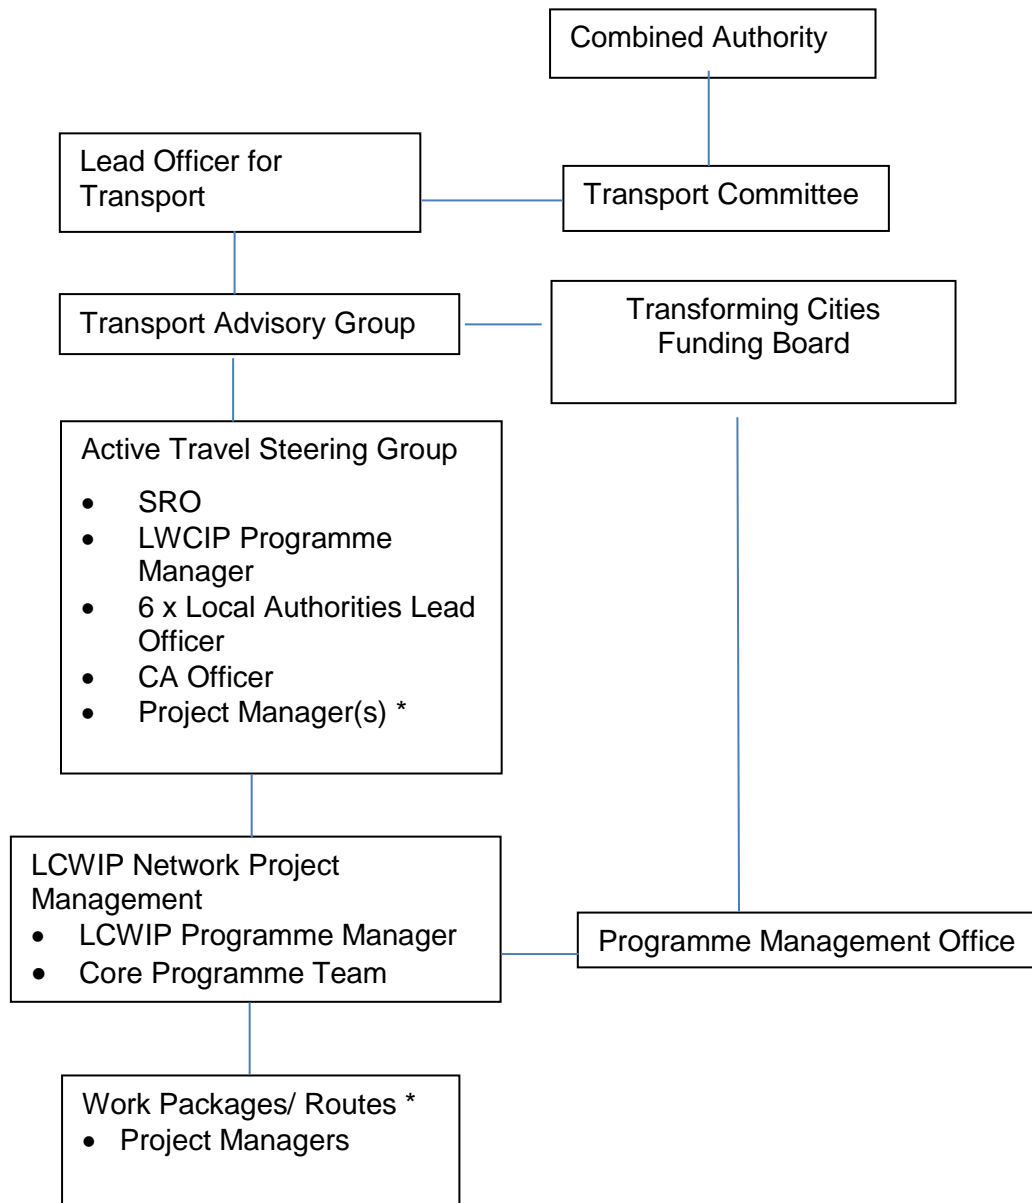 Combined Authority
Lead Officer for
Transport
Transport Committee
Transport Advisory Group
Transforming Cities
Funding Board
Active Travel Steering Group
• SRO
• LWCIP Programme
Manager
• 6 x Local Authorities Lead
Officer
• CA Officer
• Project Manager(s) *
LCWIP Network Project
Management
• LCWIP Programme Manager
• Core Programme Team
Programme Management Office
Work Packages/ Routes *
• Project Managers